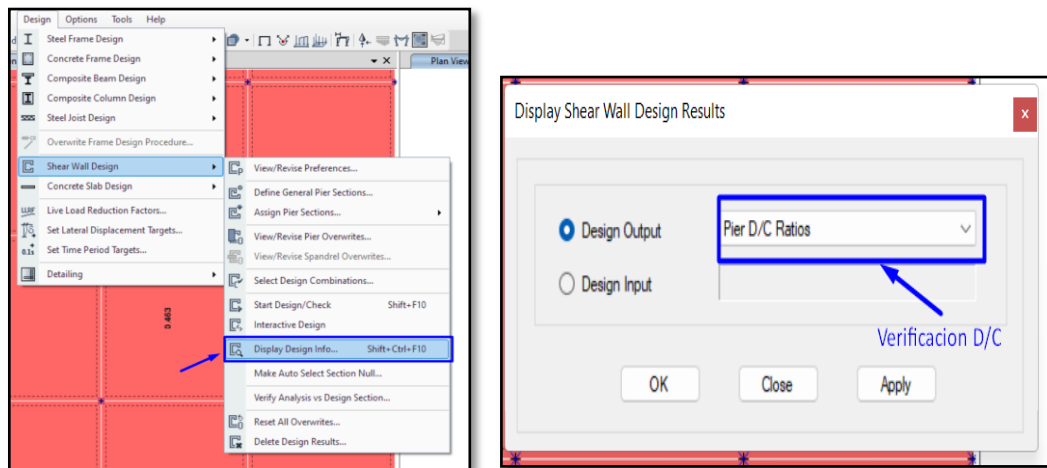 Design Options Tools Help
Steel Frame Design
Concrete Frame Design
Composite Beam Design
Composite Column Design
Steel Joist Design
Overwrite Frame Design Procedure...
Shear Wall Design
Concrete Slab Design
Live Load Reduction Factors...
Set Lateral Displacement Targets...
Set Time Period Targets...
Detailing
Plan View
View/Revise Preferences...
Define General Pier Sections...
Assign Pier Sections...
View/Revise Pier Overwrites...
View/Revise Spandrel Overwrites...
Select Design Combinations...
Start Design/Check Shift+F10
Interactive Design
Display Design Info... Shift+Ctrl+F10
Make Auto Select Section Null...
Verify Analysis vs Design Section...
Reset All Overwrites...
Delete Design Results...
0.463
Display Shear Wall Design Results
x
Design Output
Pier D/C Ratios
Design Input
Verificacion D/C
OK
Close
Apply